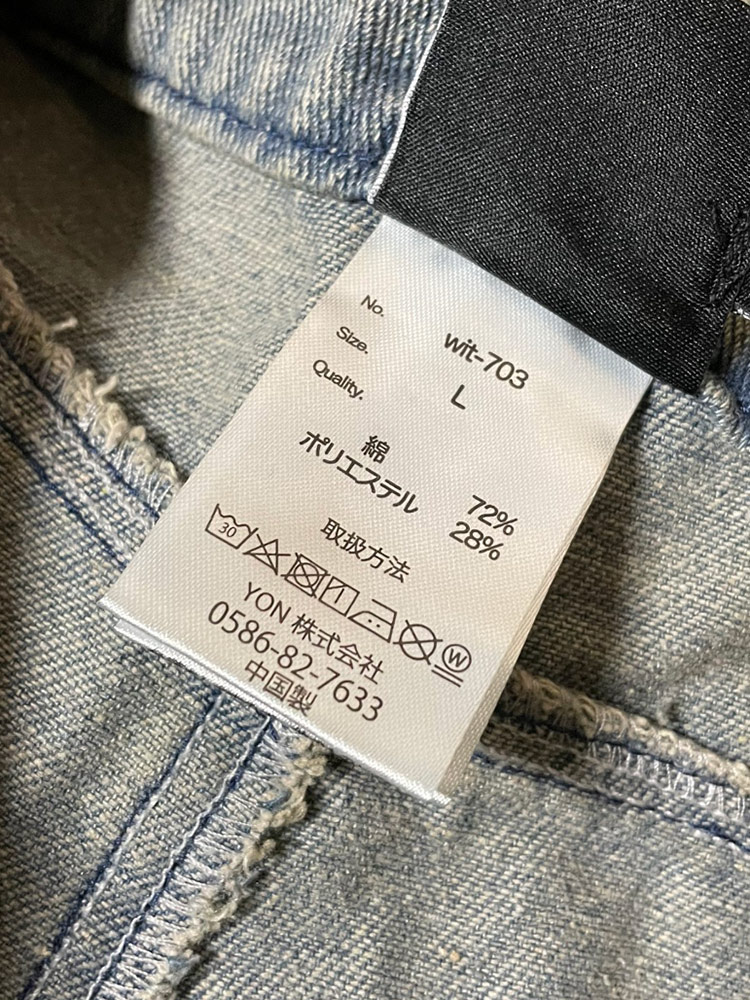 No. wit-703
Size. L
Quality.
綿 72%
ポリエステル 28%
取扱方法
30
W
YON 株式会社
0586-82-7633
中国製